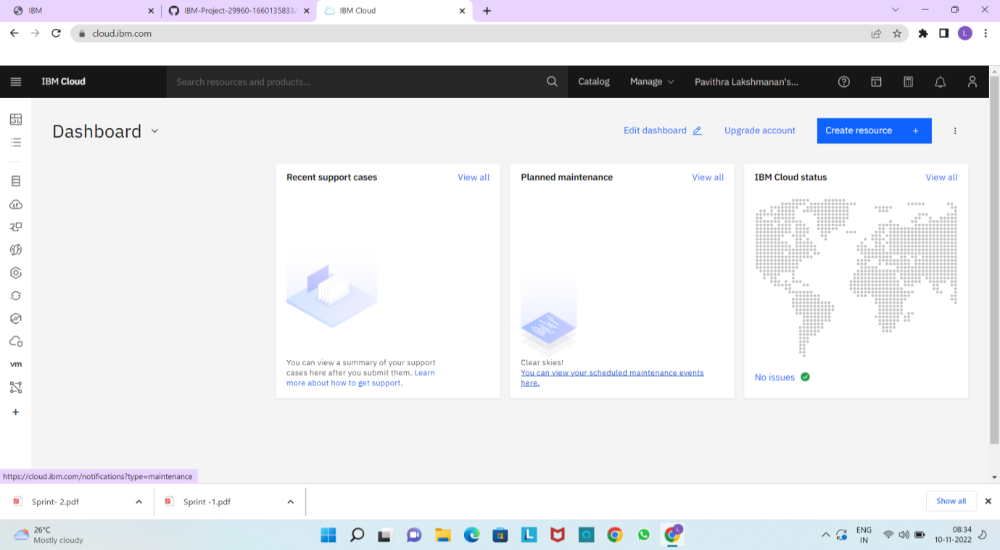 IBM
IBM-Project-29960-1660135833/
IBM Cloud
cloud.ibm.com
L
IBM Cloud
Search resources and products...
Catalog
Manage
Pavithra Lakshmanan's...
Dashboard
Edit dashboard
Upgrade account
Create resource +
Recent support cases
View all
You can view a summary of your support
cases here after you submit them. Learn
more about how to get support.
Planned maintenance
View all
Clear skies!
You can view your scheduled maintenance events
here.
IBM Cloud status
View all
No issues
vm
https://cloud.ibm.com/notifications?type=maintenance
Sprint- 2.pdf
Sprint -1.pdf
Show all
26°C
Mostly cloudy
L
L
ENG
IN
08:34
10-11-2022